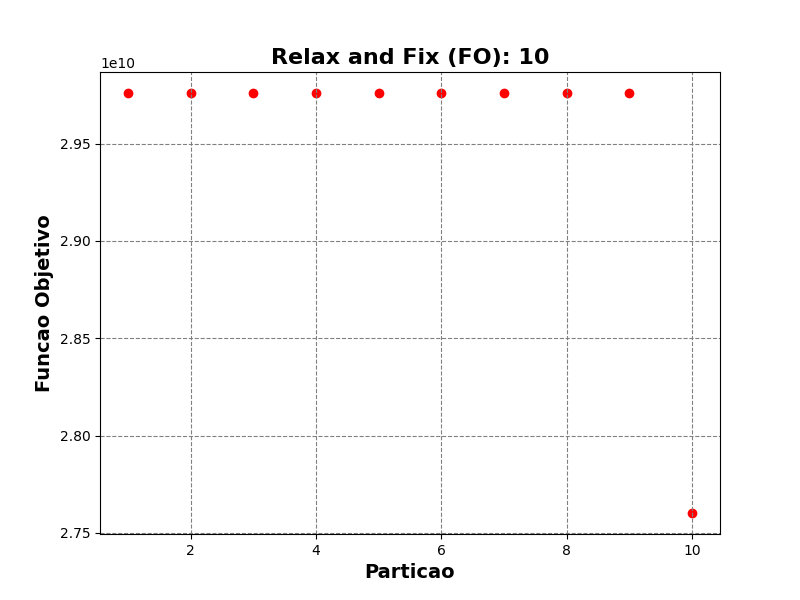 Relax and Fix (FO): 10
1e10
2.95
2.90
2.85
2.80
2.75
Funcao Objetivo
2 4 6 8 10
Particao